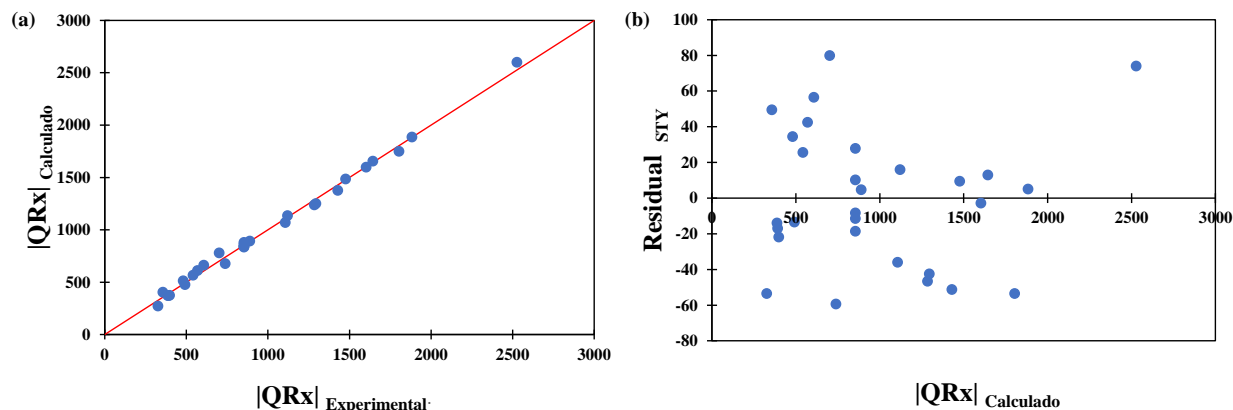 (a)
3000
2500
2000
1500
1000
500
0
|QRx| Calculado
0 500 1000 1500 2000 2500 3000
|QRx| Experimental.
(b)
100
80
60
40
20
0
-20
-40
-60
-80
Residual STY
0 500 1000 1500 2000 2500 3000
|QRx| Calculado